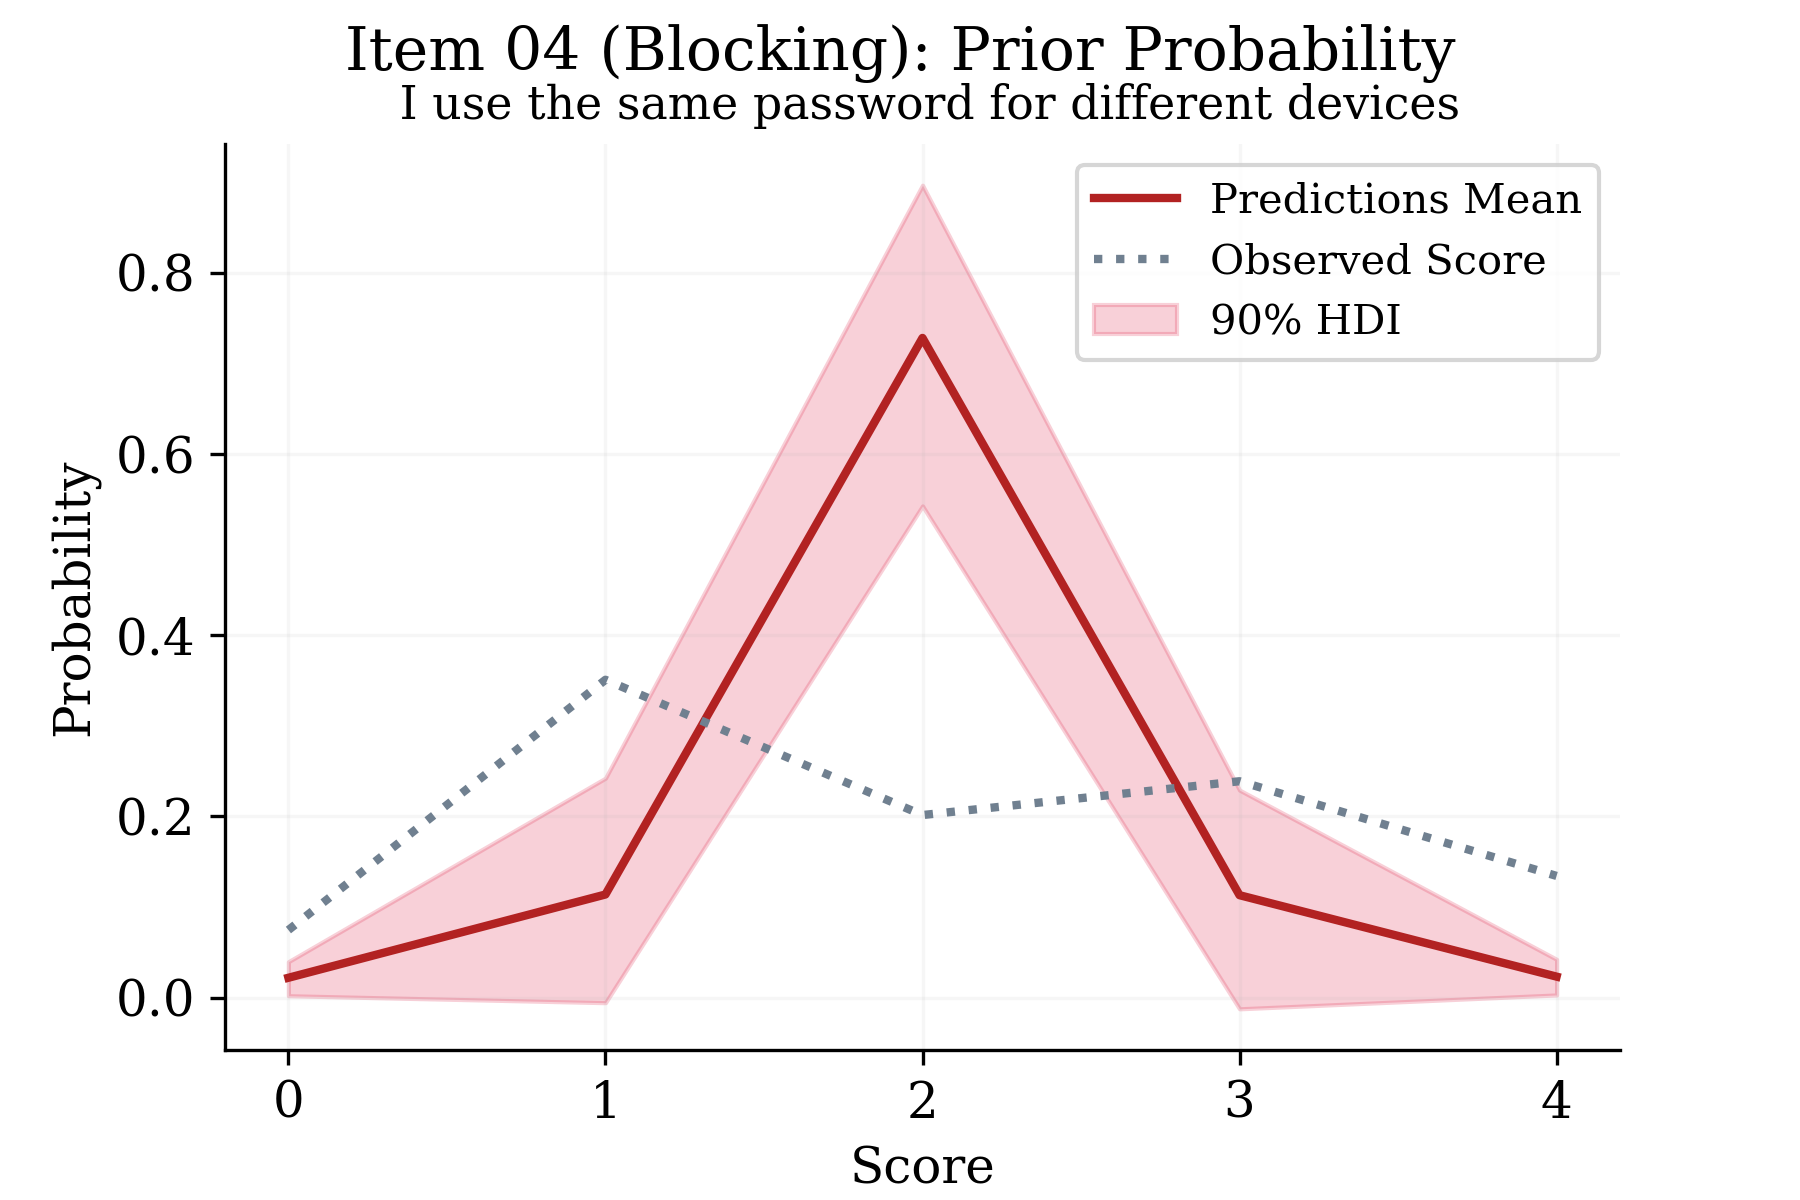 Item 04 (Blocking): Prior Probability
I use the same password for different devices
Predictions Mean
Observed Score
90% HDI
Probability
0.8
0.6
0.4
0.2
0.0
0 1 2 3 4
Score